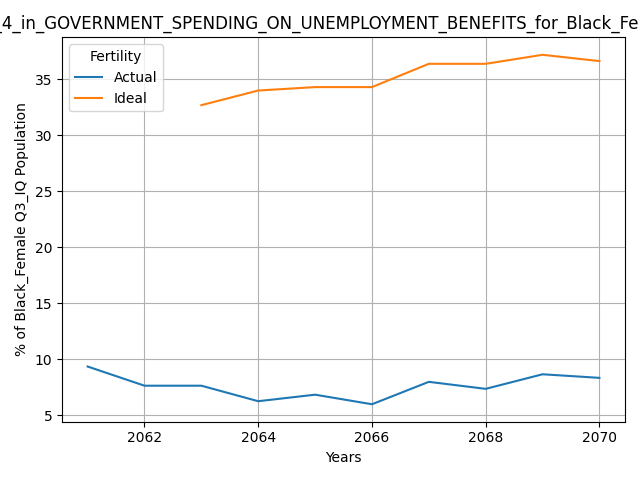 _4_in_GOVERNMENT_SPENDING_ON_UNEMPLOYMENT_BENEFITS_for_Black_Fe
Fertility
Actual
Ideal
% of Black_Female Q3_IQ Population
35
30
25
20
15
10
5
2062 2064 2066 2068 2070
Years